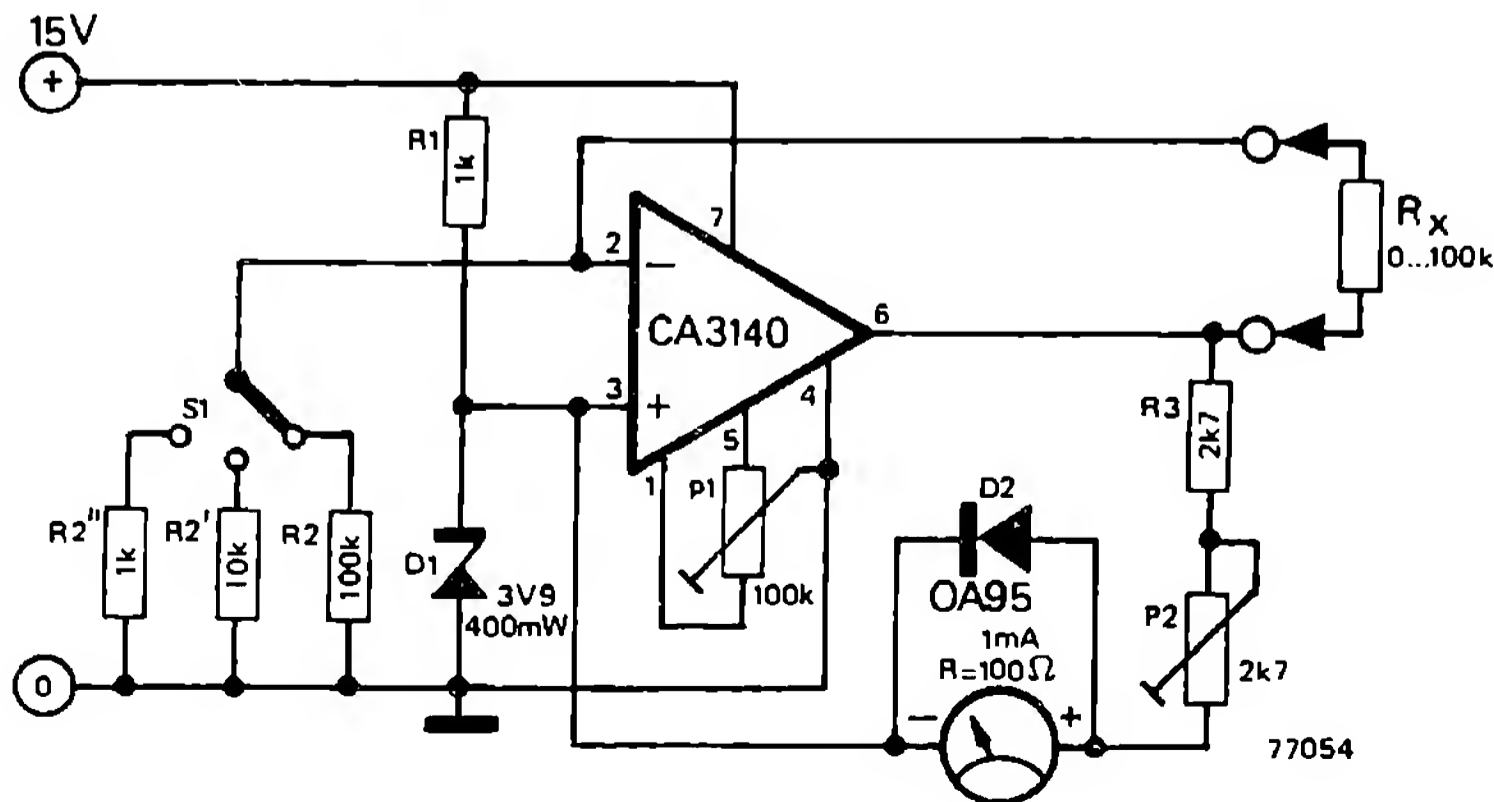 15V
+
R1
1k
7
2
−
CA3140
6
3
+
4
5
1
P1
100k
Rx
0...100k
R3
2k7
S1
R2"
1k
R2'
10k
R2
100k
D1
3V9
400mW
D2
OA95
1mA
R=100Ω
−
+
P2
2k7
0
77054